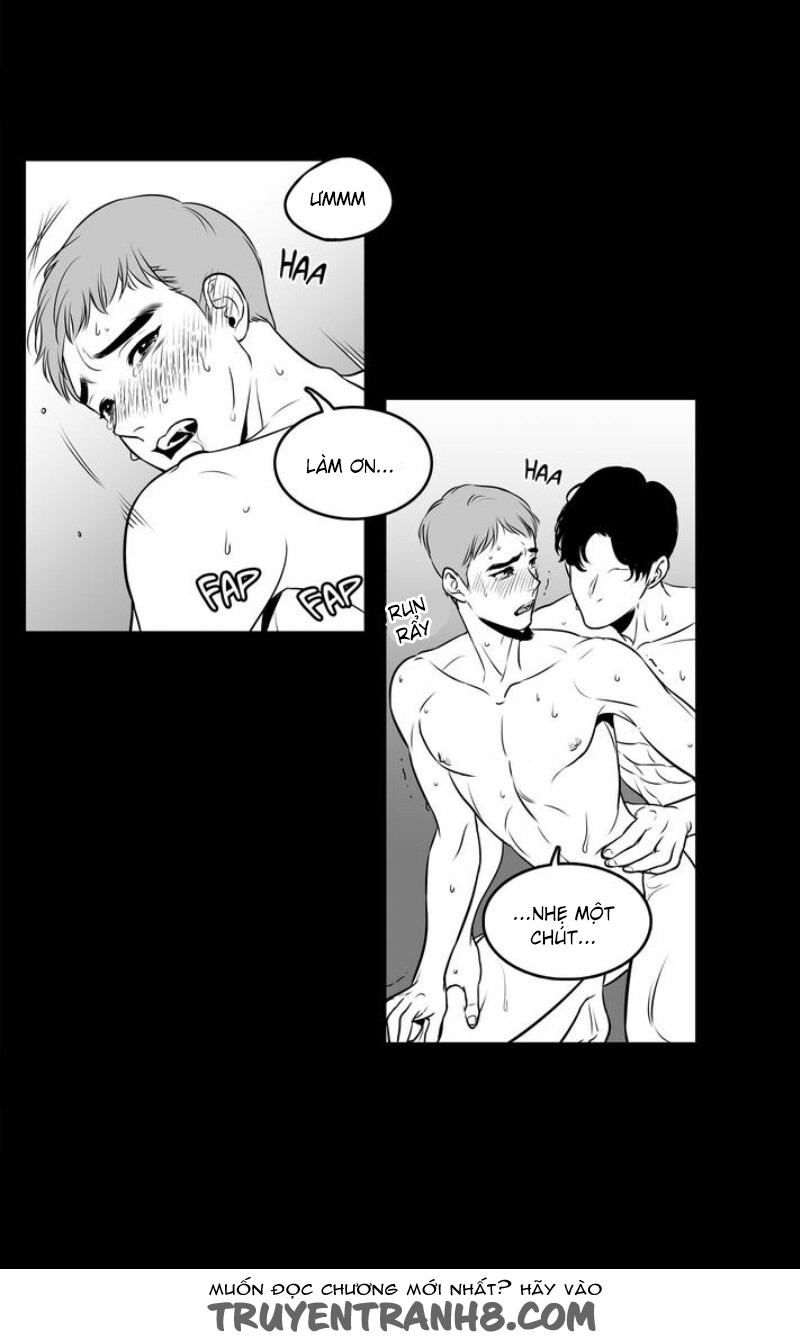 ƯMMM
HAA
LÀM ƠN...
HAA
FAP
FAP
RUN
RẨY
...NHẸ MỘT
CHÚT...
MUỐN ĐỌC CHƯƠNG MỚI NHẤT? HÃY VÀO
TRUYENTRANH8.COM